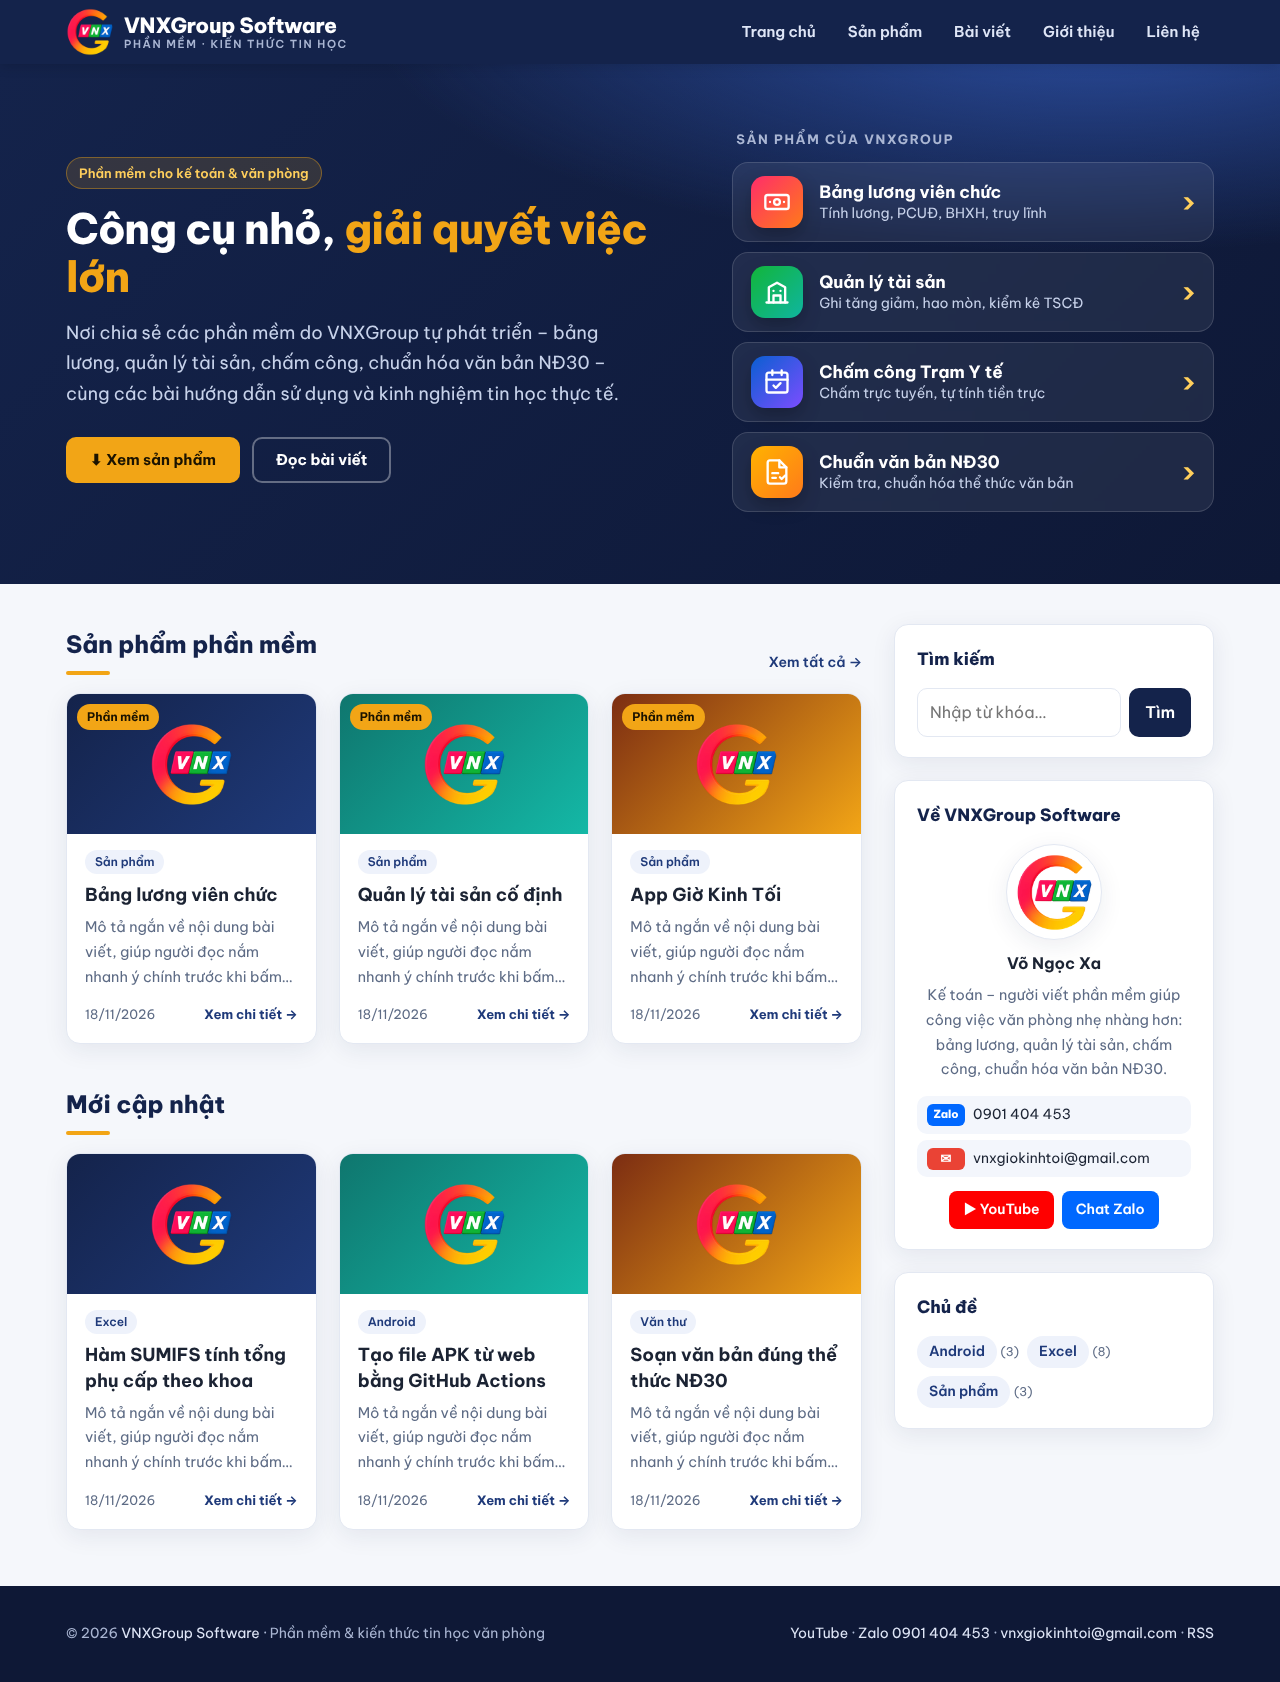 VNX
VNXGroup Software
PHẦN MỀM · KIẾN THỨC TIN HỌC
Trang chủ
Sản phẩm
Bài viết
Giới thiệu
Liên hệ
Phần mềm cho kế toán & văn phòng
Công cụ nhỏ, giải quyết việc
lớn
Nơi chia sẻ các phần mềm do VNXGroup tự phát triển – bảng
lương, quản lý tài sản, chấm công, chuẩn hóa văn bản NĐ30 –
cùng các bài hướng dẫn sử dụng và kinh nghiệm tin học thực tế.
⬇ Xem sản phẩm
Đọc bài viết
SẢN PHẨM CỦA VNXGROUP
Bảng lương viên chức
Tính lương, PCUĐ, BHXH, truy lĩnh
Quản lý tài sản
Ghi tăng giảm, hao mòn, kiểm kê TSCĐ
Chấm công Trạm Y tế
Chấm trực tuyến, tự tính tiền trực
Chuẩn văn bản NĐ30
Kiểm tra, chuẩn hóa thể thức văn bản
Sản phẩm phần mềm
Xem tất cả →
Phần mềm
VNX
Sản phẩm
Bảng lương viên chức
Mô tả ngắn về nội dung bài
viết, giúp người đọc nắm
nhanh ý chính trước khi bấm...
18/11/2026
Xem chi tiết →
Phần mềm
VNX
Sản phẩm
Quản lý tài sản cố định
Mô tả ngắn về nội dung bài
viết, giúp người đọc nắm
nhanh ý chính trước khi bấm...
18/11/2026
Xem chi tiết →
Phần mềm
VNX
Sản phẩm
App Giờ Kinh Tối
Mô tả ngắn về nội dung bài
viết, giúp người đọc nắm
nhanh ý chính trước khi bấm...
18/11/2026
Xem chi tiết →
Mới cập nhật
VNX
Excel
Hàm SUMIFS tính tổng
phụ cấp theo khoa
Mô tả ngắn về nội dung bài
viết, giúp người đọc nắm
nhanh ý chính trước khi bấm...
18/11/2026
Xem chi tiết →
VNX
Android
Tạo file APK từ web
bằng GitHub Actions
Mô tả ngắn về nội dung bài
viết, giúp người đọc nắm
nhanh ý chính trước khi bấm...
18/11/2026
Xem chi tiết →
VNX
Văn thư
Soạn văn bản đúng thể
thức NĐ30
Mô tả ngắn về nội dung bài
viết, giúp người đọc nắm
nhanh ý chính trước khi bấm...
18/11/2026
Xem chi tiết →
Tìm kiếm
Nhập từ khóa...
Tìm
Về VNXGroup Software
VNX
Võ Ngọc Xa
Kế toán – người viết phần mềm giúp
công việc văn phòng nhẹ nhàng hơn:
bảng lương, quản lý tài sản, chấm
công, chuẩn hóa văn bản NĐ30.
Zalo 0901 404 453
✉ vnxgiokinhtoi@gmail.com
▶ YouTube
Chat Zalo
Chủ đề
Android (3) Excel (8)
Sản phẩm (3)
© 2026 VNXGroup Software · Phần mềm & kiến thức tin học văn phòng
YouTube · Zalo 0901 404 453 · vnxgiokinhtoi@gmail.com · RSS